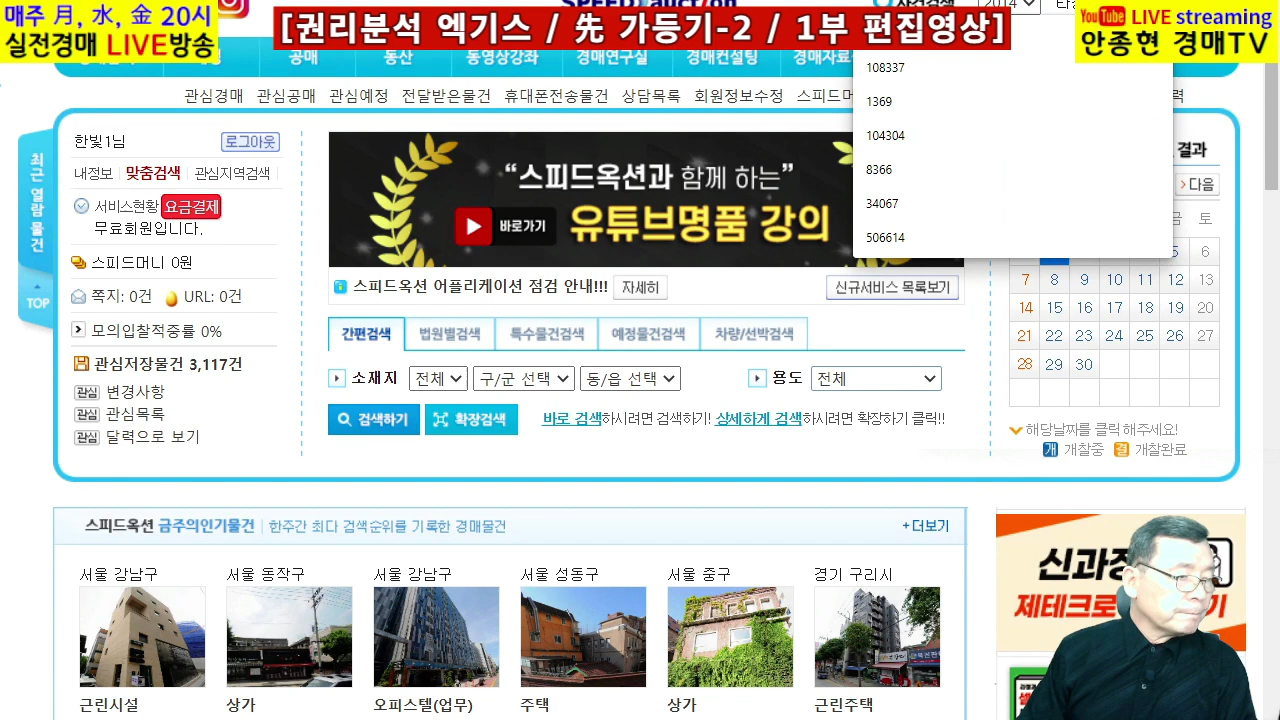 매주 月, 水, 金 20시
실전경매 LIVE방송
[권리분석 엑기스 / 先 가등기-2 / 1부 편집영상]
YouTube LIVE streaming
안종현 경매TV
2014
공매
동산
동영상강좌
경매연구실
경매컨설팅
경매자료
관심경매 관심공매 관심예정 전달받은물건 휴대폰전송물건 상담목록 회원정보수정 스피드머
108337
1369
104304
8366
34067
506614
최근 열람 물건
TOP
한빛1님
로그아웃
내정보 맞춤검색 관심지역검색
서비스현황 요금결제
무료회원입니다.
스피드머니 0원
쪽지: 0건 URL: 0건
모의입찰적중률 0%
관심저장물건 3,117건
관심 변경사항
관심 관심목록
관심 달력으로 보기
“스피드옥션과 함께 하는”
바로가기 유튜브명품 강의
스피드옥션 어플리케이션 점검 안내!!! 자세히 신규서비스 목록보기
간편검색 법원별검색 특수물건검색 예정물건검색 차량/선박검색
소재지 전체 구/군 선택 동/읍 선택 용도 전체
검색하기 확장검색 바로 검색하시려면 검색하기! 상세하게 검색하시려면 확장하기 클릭!!
결과
다음
금 토
5 6
7 8 9 10 11 12 13
14 15 16 17 18 19 20
21 22 23 24 25 26 27
28 29 30
해당날짜를 클릭해주세요!
개 개찰중 결 개찰완료
스피드옥션 금주의인기물건 | 한주간 최다 검색순위를 기록한 경매물건 +더보기
서울 강남구 서울 동작구 서울 강남구 서울 성동구 서울 중구 경기 구리시
근린시설 상가 오피스텔(업무) 주택 상가 근린주택
신과정
제테크로 기